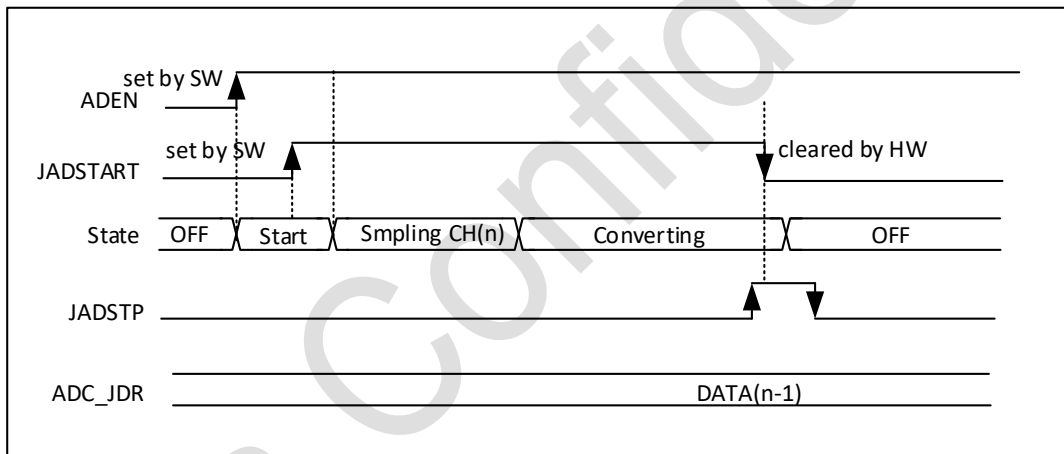 set by SW
ADEN
set by SW
cleared by HW
JADSTART
State OFF Start Smpling CH(n) Converting OFF
JADSTP
ADC_JDR DATA(n-1)